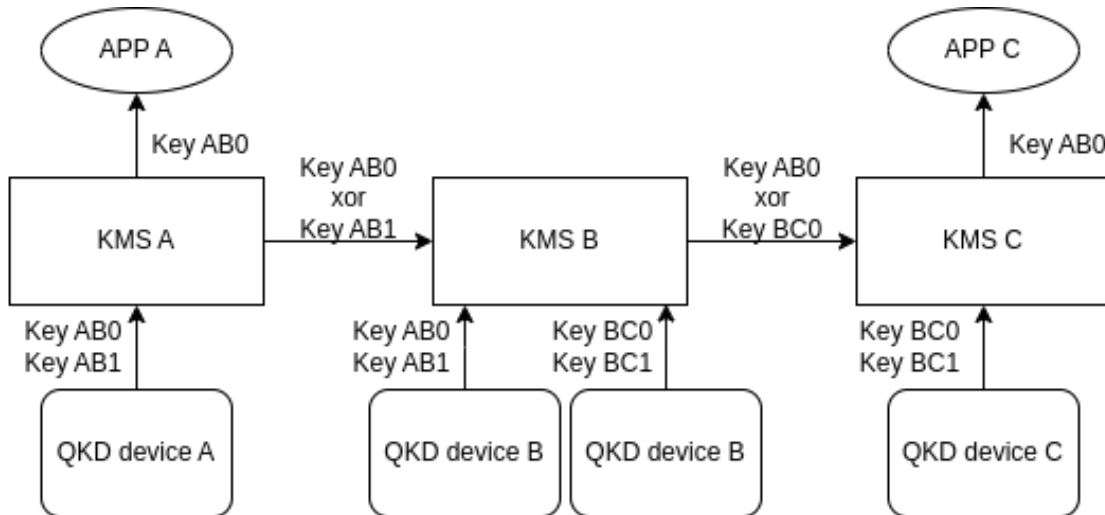 APP A
APP C
Key AB0
Key AB0
Key AB0
xor
Key AB1
Key AB0
xor
Key BC0
KMS A
KMS B
KMS C
Key AB0
Key AB1
Key AB0
Key AB1
Key BC0
Key BC1
Key BC0
Key BC1
QKD device A
QKD device B
QKD device B
QKD device C